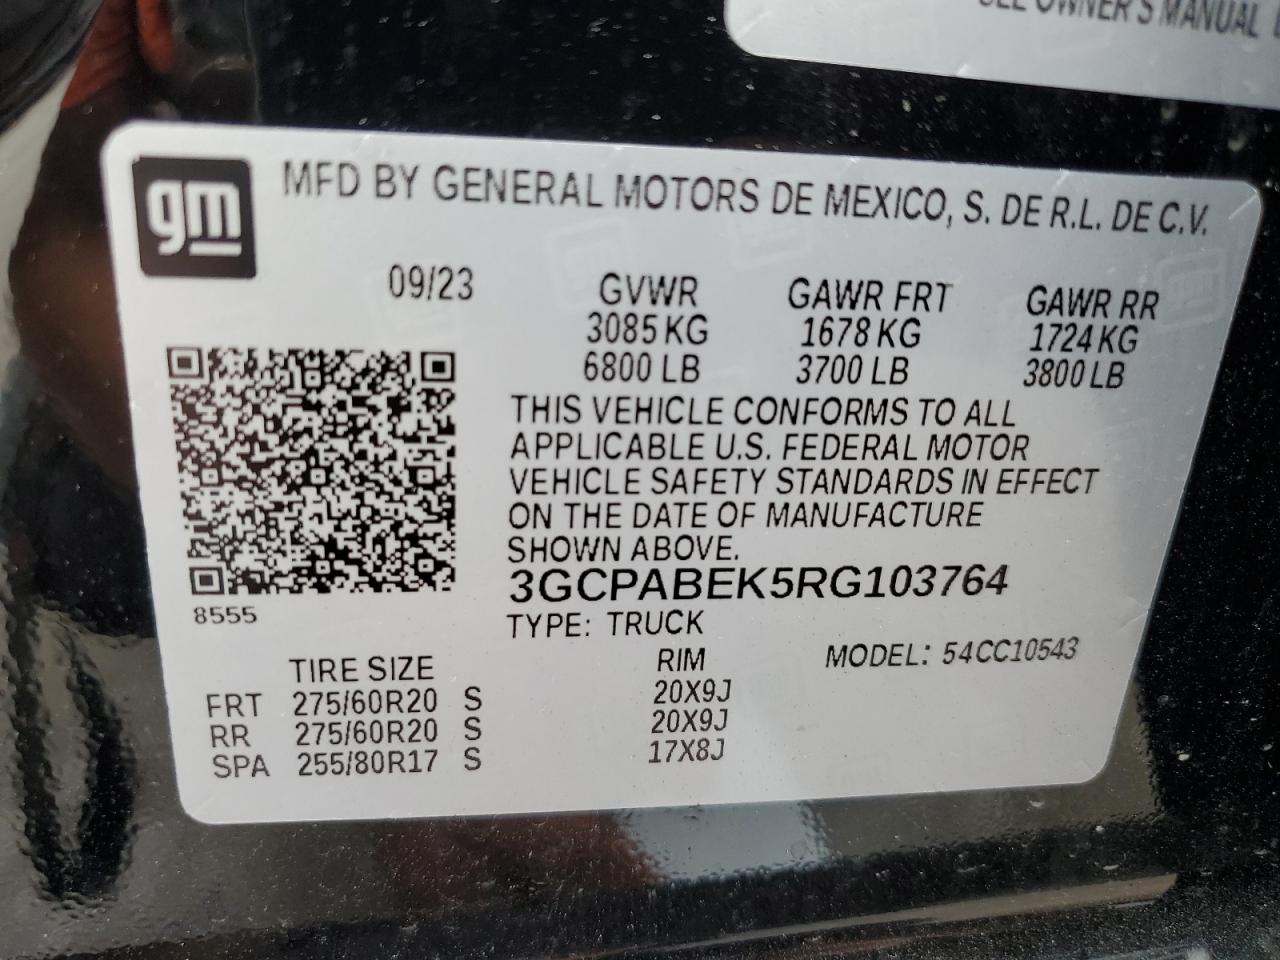 OWNER'S MANUAL
gm
MFD BY GENERAL MOTORS DE MEXICO, S. DE R.L. DE C.V.
09/23 GVWR GAWR FRT GAWR RR
3085 KG 1678 KG 1724 KG
6800 LB 3700 LB 3800 LB
THIS VEHICLE CONFORMS TO ALL
APPLICABLE U.S. FEDERAL MOTOR
VEHICLE SAFETY STANDARDS IN EFFECT
ON THE DATE OF MANUFACTURE
SHOWN ABOVE.
3GCPABEK5RG103764
8555
TYPE: TRUCK
MODEL: 54CC10543
TIRE SIZE RIM
FRT 275/60R20 S 20X9J
RR 275/60R20 S 20X9J
SPA 255/80R17 S 17X8J